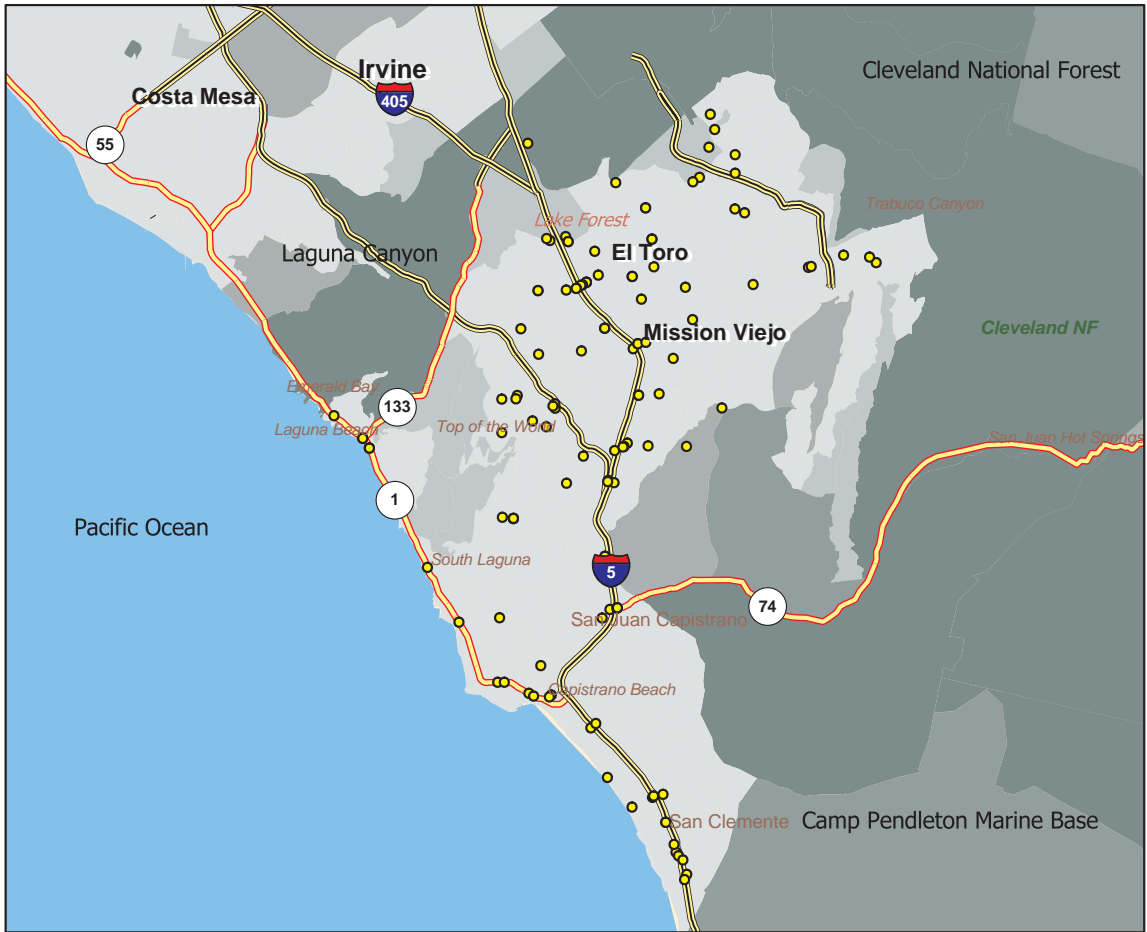 Cleveland National Forest
Irvine
405
Costa Mesa
55
Trabuco Canyon
Lake Forest
Laguna Canyon
El Toro
Cleveland NF
Mission Viejo
Emerald Bay
133
Laguna Beach
Top of the World
San Juan Hot Springs
1
Pacific Ocean
South Laguna
5
74
San Juan Capistrano
Capistrano Beach
San Clemente
Camp Pendleton Marine Base